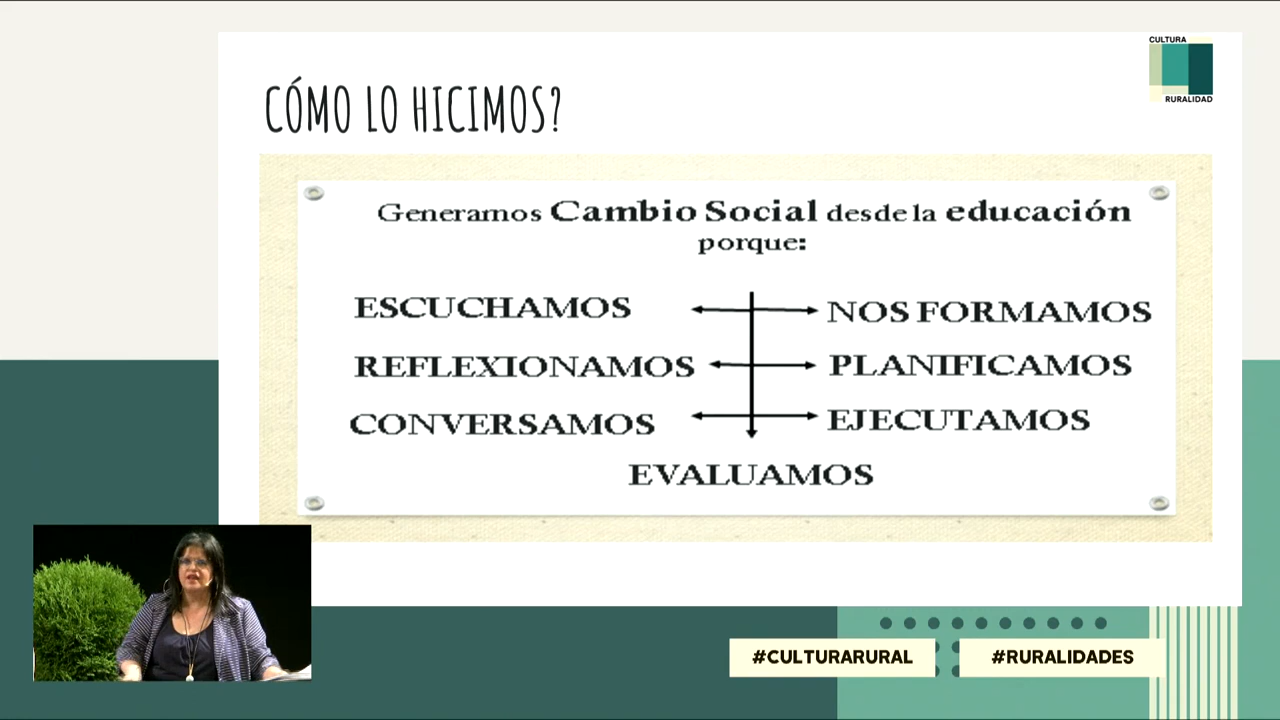 CULTURA
RURALIDAD
CÓMO LO HICIMOS?
Generamos Cambio Social desde la educación
porque:
ESCUCHAMOS NOS FORMAMOS
REFLEXIONAMOS PLANIFICAMOS
CONVERSAMOS EJECUTAMOS
EVALUAMOS
#CULTURARURAL #RURALIDADES